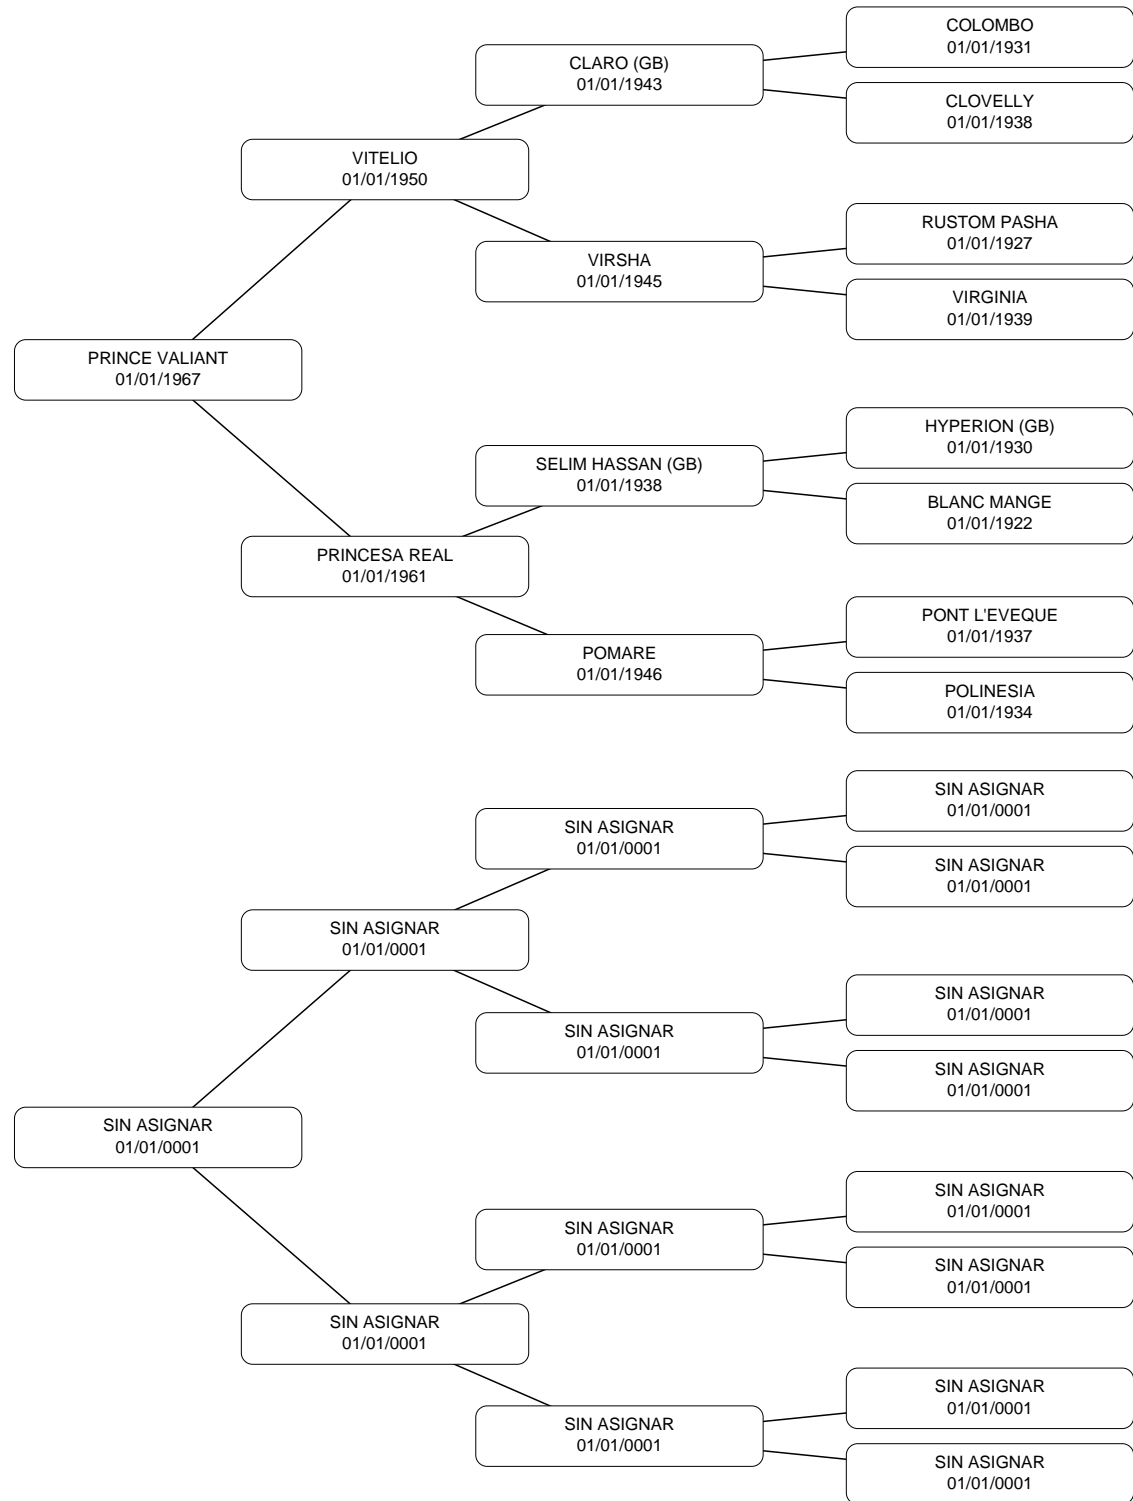 COLOMBO
01/01/1931
CLARO (GB)
01/01/1943
CLOVELLY
01/01/1938
VITELIO
01/01/1950
RUSTOM PASHA
01/01/1927
VIRSHA
01/01/1945
VIRGINIA
01/01/1939
PRINCE VALIANT
01/01/1967
HYPERION (GB)
01/01/1930
SELIM HASSAN (GB)
01/01/1938
BLANC MANGE
01/01/1922
PRINCESA REAL
01/01/1961
PONT L'EVEQUE
01/01/1937
POMARE
01/01/1946
POLINESIA
01/01/1934
SIN ASIGNAR
01/01/0001
SIN ASIGNAR
01/01/0001
SIN ASIGNAR
01/01/0001
SIN ASIGNAR
01/01/0001
SIN ASIGNAR
01/01/0001
SIN ASIGNAR
01/01/0001
SIN ASIGNAR
01/01/0001
SIN ASIGNAR
01/01/0001
SIN ASIGNAR
01/01/0001
SIN ASIGNAR
01/01/0001
SIN ASIGNAR
01/01/0001
SIN ASIGNAR
01/01/0001
SIN ASIGNAR
01/01/0001
SIN ASIGNAR
01/01/0001
SIN ASIGNAR
01/01/0001